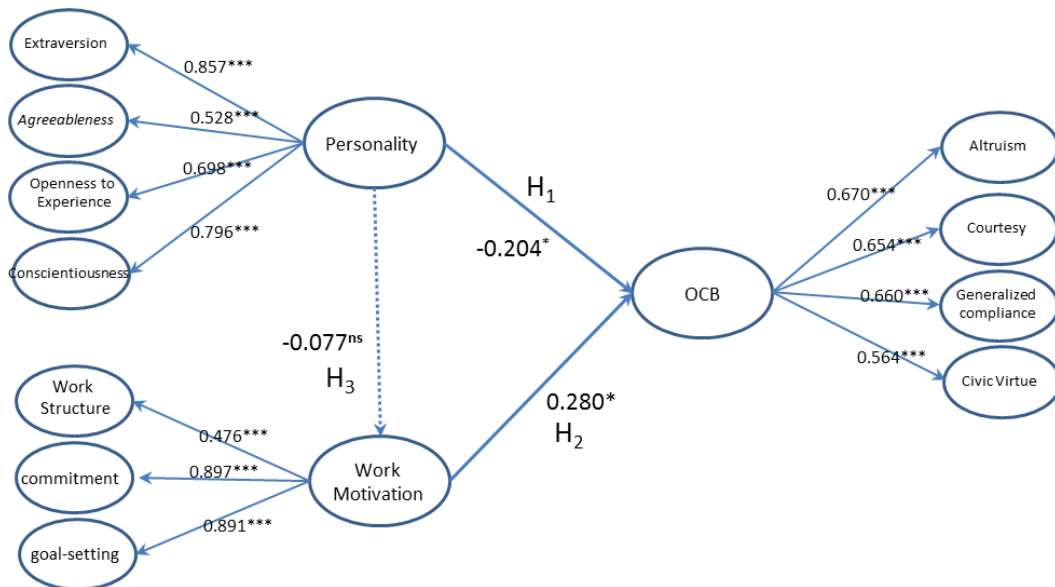 Extraversion
0.857***
Agreeableness
0.528***
Openness to
Experience
0.698***
Conscientiousness
0.796***
Personality
H1
-0.204*
-0.077ns
H3
Work
Structure
0.476***
commitment
0.897***
goal-setting
0.891***
Work
Motivation
0.280*
H2
OCB
Altruism
0.670***
Courtesy
0.654***
Generalized
compliance
0.660***
Civic Virtue
0.564***